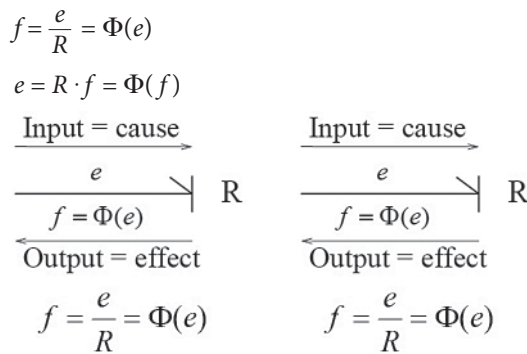 f = e/R = Φ(e)
e = R · f = Φ(f)
Input = cause Input = cause
e e
R R
f = Φ(e) f = Φ(e)
Output = effect Output = effect
f = e/R = Φ(e) f = e/R = Φ(e)